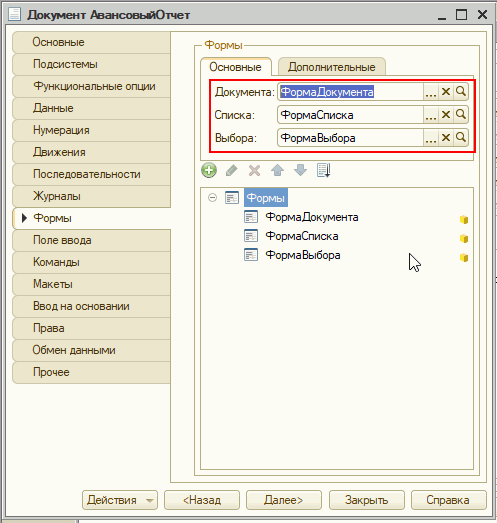 Документ АвансовыйОтчет
Основные
Подсистемы
Функциональные опции
Данные
Нумерация
Движения
Последовательности
Журналы
Формы
Поле ввода
Команды
Макеты
Ввод на основании
Права
Обмен данными
Прочее
Формы
Основные Дополнительные
Документа: ФормаДокумента ...
Списка: ФормаСписка ...
Выбора: ФормаВыбора ...
Формы
ФормаДокумента
ФормаСписка
ФормаВыбора
Действия <Назад Далее> Закрыть Справка